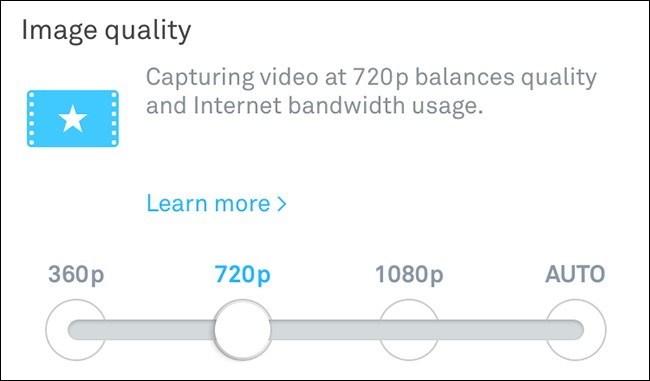 Image quality
Capturing video at 720p balances quality
and Internet bandwidth usage.
Learn more >
360p 720p 1080p AUTO